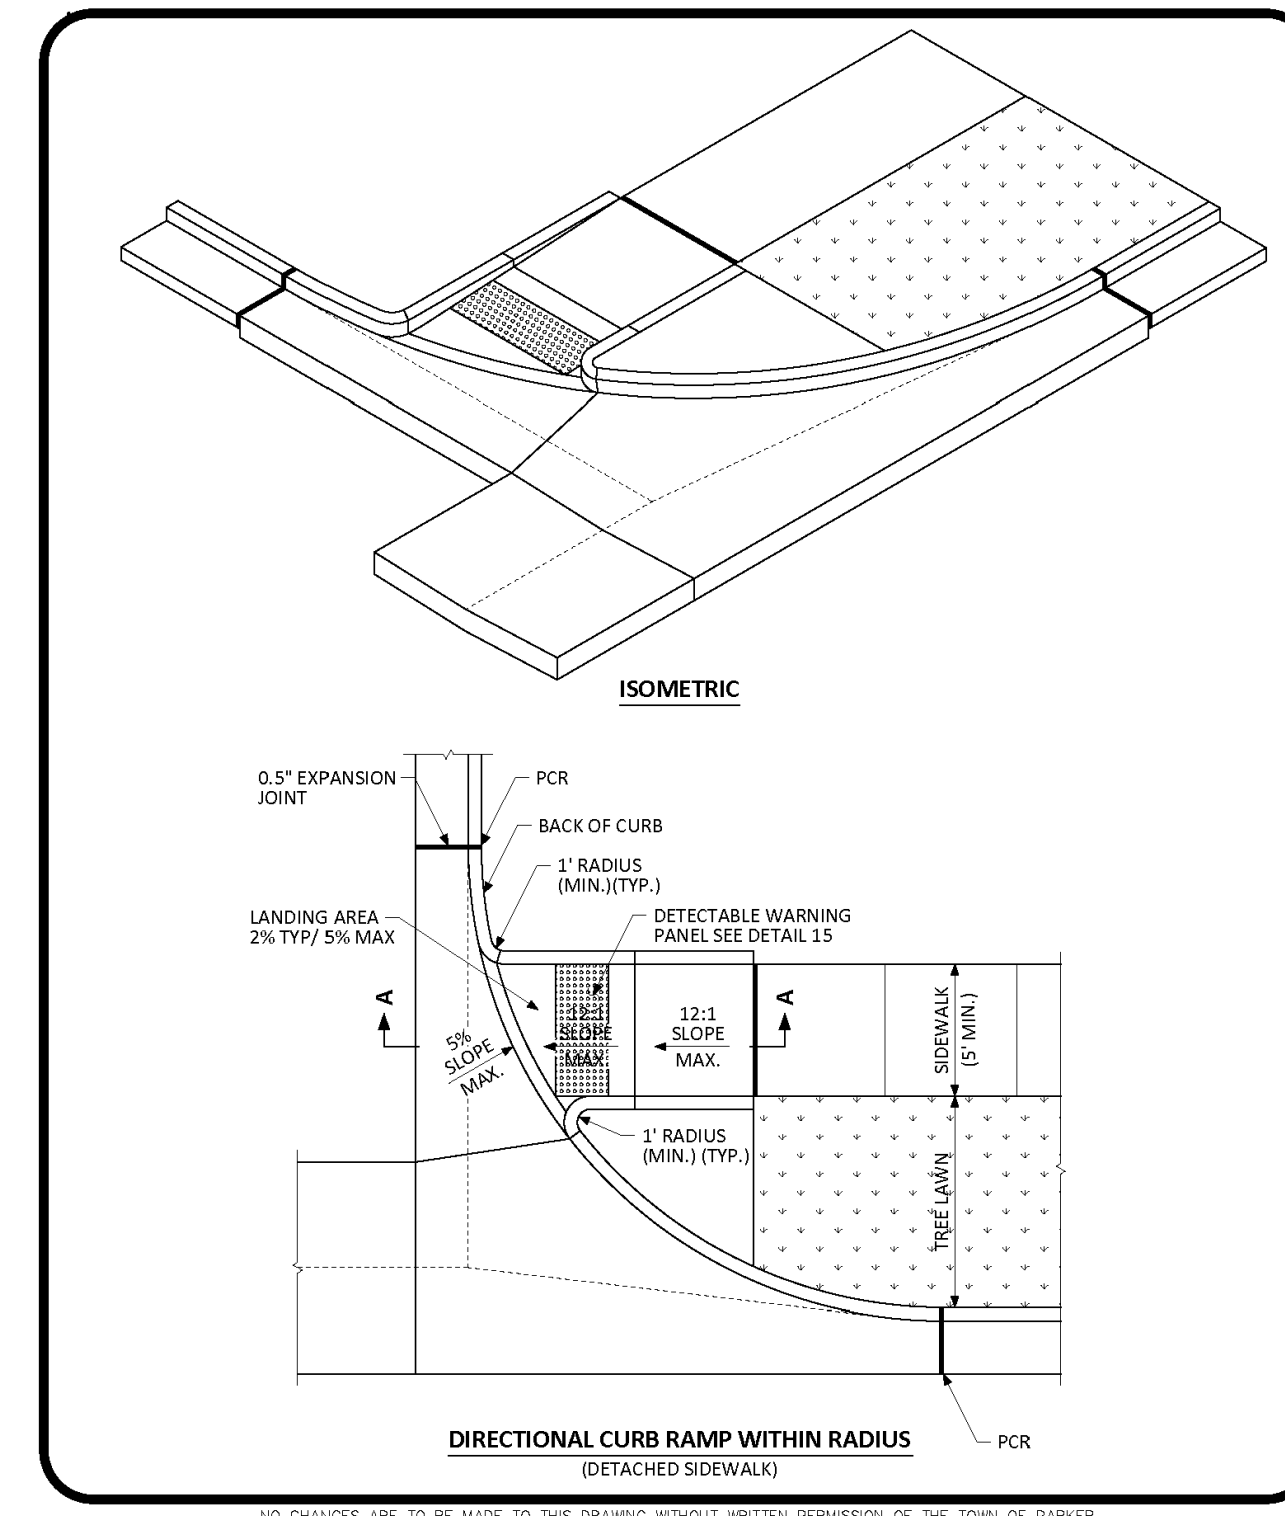 ISOMETRIC
0.5" EXPANSION
JOINT
PCR
BACK OF CURB
1' RADIUS
(MIN.)(TYP.)
LANDING AREA
2% TYP/ 5% MAX
DETECTABLE WARNING
PANEL SEE DETAIL 15
A
A
5%
SLOPE
MAX.
12:1
SLOPE
MAX.
12:1
SLOPE
MAX.
SIDEWALK
(5' MIN.)
1' RADIUS
(MIN.) (TYP.)
TREE LAWN
DIRECTIONAL CURB RAMP WITHIN RADIUS
(DETACHED SIDEWALK)
PCR
NO CHANGES ARE TO BE MADE TO THIS DRAWING WITHOUT WRITTEN PERMISSION OF THE TOWN OF PARKER